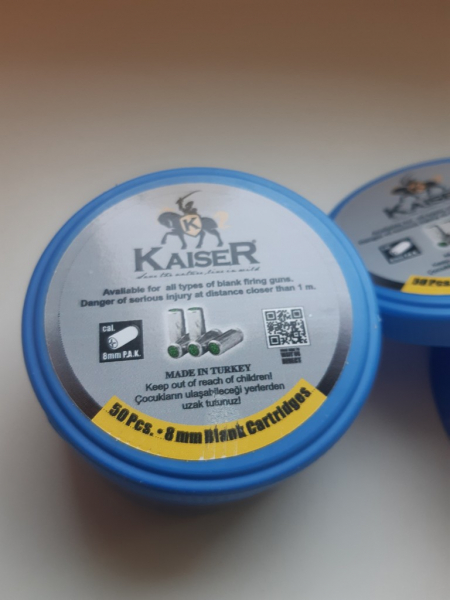 K
KAISER
Available for all types of blank firing guns.
Danger of serious injury at distance closer than 1 m.
cal.
8mm P.A.K.
MADE IN TURKEY
Keep out of reach of children!
Çocukların ulaşabileceği yerlerden
uzak tutunuz!
50 Pcs. • 8 mm Blank Cartridges
K
KAISER
50 Pcs